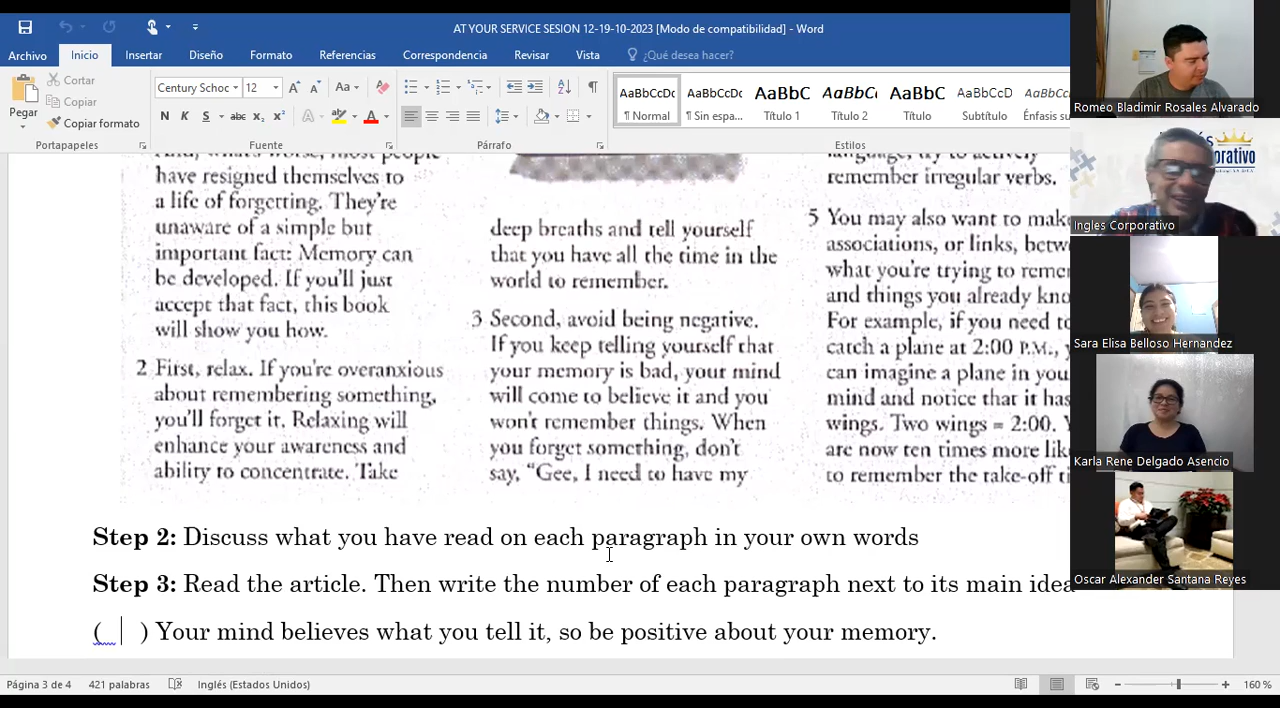 AT YOUR SERVICE SESION 12-19-10-2023 [Modo de compatibilidad] - Word
Archivo Inicio Insertar Diseño Formato Referencias Correspondencia Revisar Vista ¿Qué desea hacer?
Pegar
Cortar
Copiar
Copiar formato
Portapapeles
Century Schoc 12
Aa
N K S abc x₂ x²
A A
Fuente
Párrafo
AaBbCcDc AaBbCcDc AaBbC AaBbC AaBbC AaBbCcD AaBbCcD
¶ Normal ¶ Sin espa... Título 1 Título 2 Título Subtítulo Énfasis su
Estilos
have resigned themselves to
a life of forgetting. They're
unaware of a simple but
important fact: Memory can
be developed. If you'll just
accept that fact, this book
will show you how.
2 First, relax. If you're overanxious
about remembering something,
you'll forget it. Relaxing will
enhance your awareness and
ability to concentrate. Take
deep breaths and tell yourself
that you have all the time in the
world to remember.
3 Second, avoid being negative.
If you keep telling yourself that
your memory is bad, your mind
will come to believe it and you
won't remember things. When
you forget something, don't
say, "Gee, I need to have my
language, try to actively
remember irregular verbs.
5 You may also want to make
associations, or links, betw
what you're trying to reme
and things you already kno
For example, if you need to
catch a plane at 2:00 P.M.,
can imagine a plane in you
mind and notice that it has
wings. Two wings = 2:00.
are now ten times more lik
to remember the take-off t
Step 2: Discuss what you have read on each paragraph in your own words
Step 3: Read the article. Then write the number of each paragraph next to its main idea
( ) Your mind believes what you tell it, so be positive about your memory.
Página 3 de 4 421 palabras Inglés (Estados Unidos) 160 %
Romeo Bladimir Rosales Alvarado
Ingles Corporativo
Sara Elisa Belloso Hernandez
Karla Rene Delgado Asencio
Oscar Alexander Santana Reyes